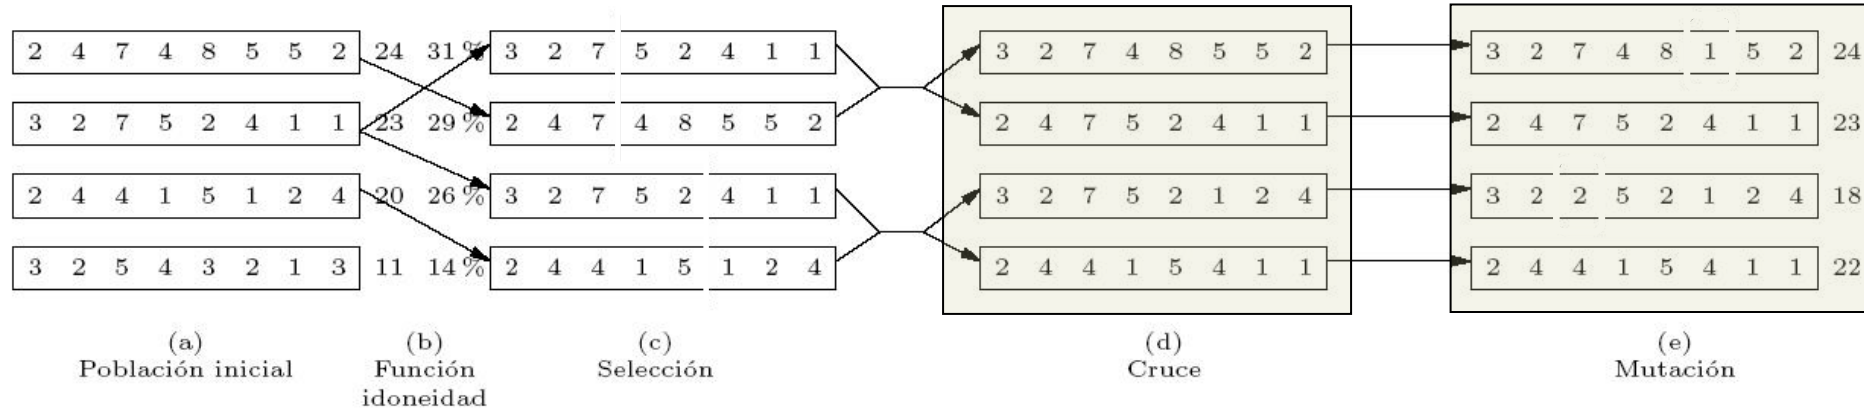 2 4 7 4 8 5 5 2 24 31 % 3 2 7 5 2 4 1 1 3 2 7 4 8 5 5 2 3 2 7 4 8 1 5 2 24
3 2 7 5 2 4 1 1 23 29 % 2 4 7 4 8 5 5 2 2 4 7 5 2 4 1 1 2 4 7 5 2 4 1 1 23
2 4 4 1 5 1 2 4 20 26 % 3 2 7 5 2 4 1 1 3 2 7 5 2 1 2 4 3 2 2 5 2 1 2 4 18
3 2 5 4 3 2 1 3 11 14 % 2 4 4 1 5 1 2 4 2 4 4 1 5 4 1 1 2 4 4 1 5 4 1 1 22
(a) (b) (c) (d) (e)
Población inicial Función Selección Cruce Mutación
idoneidad